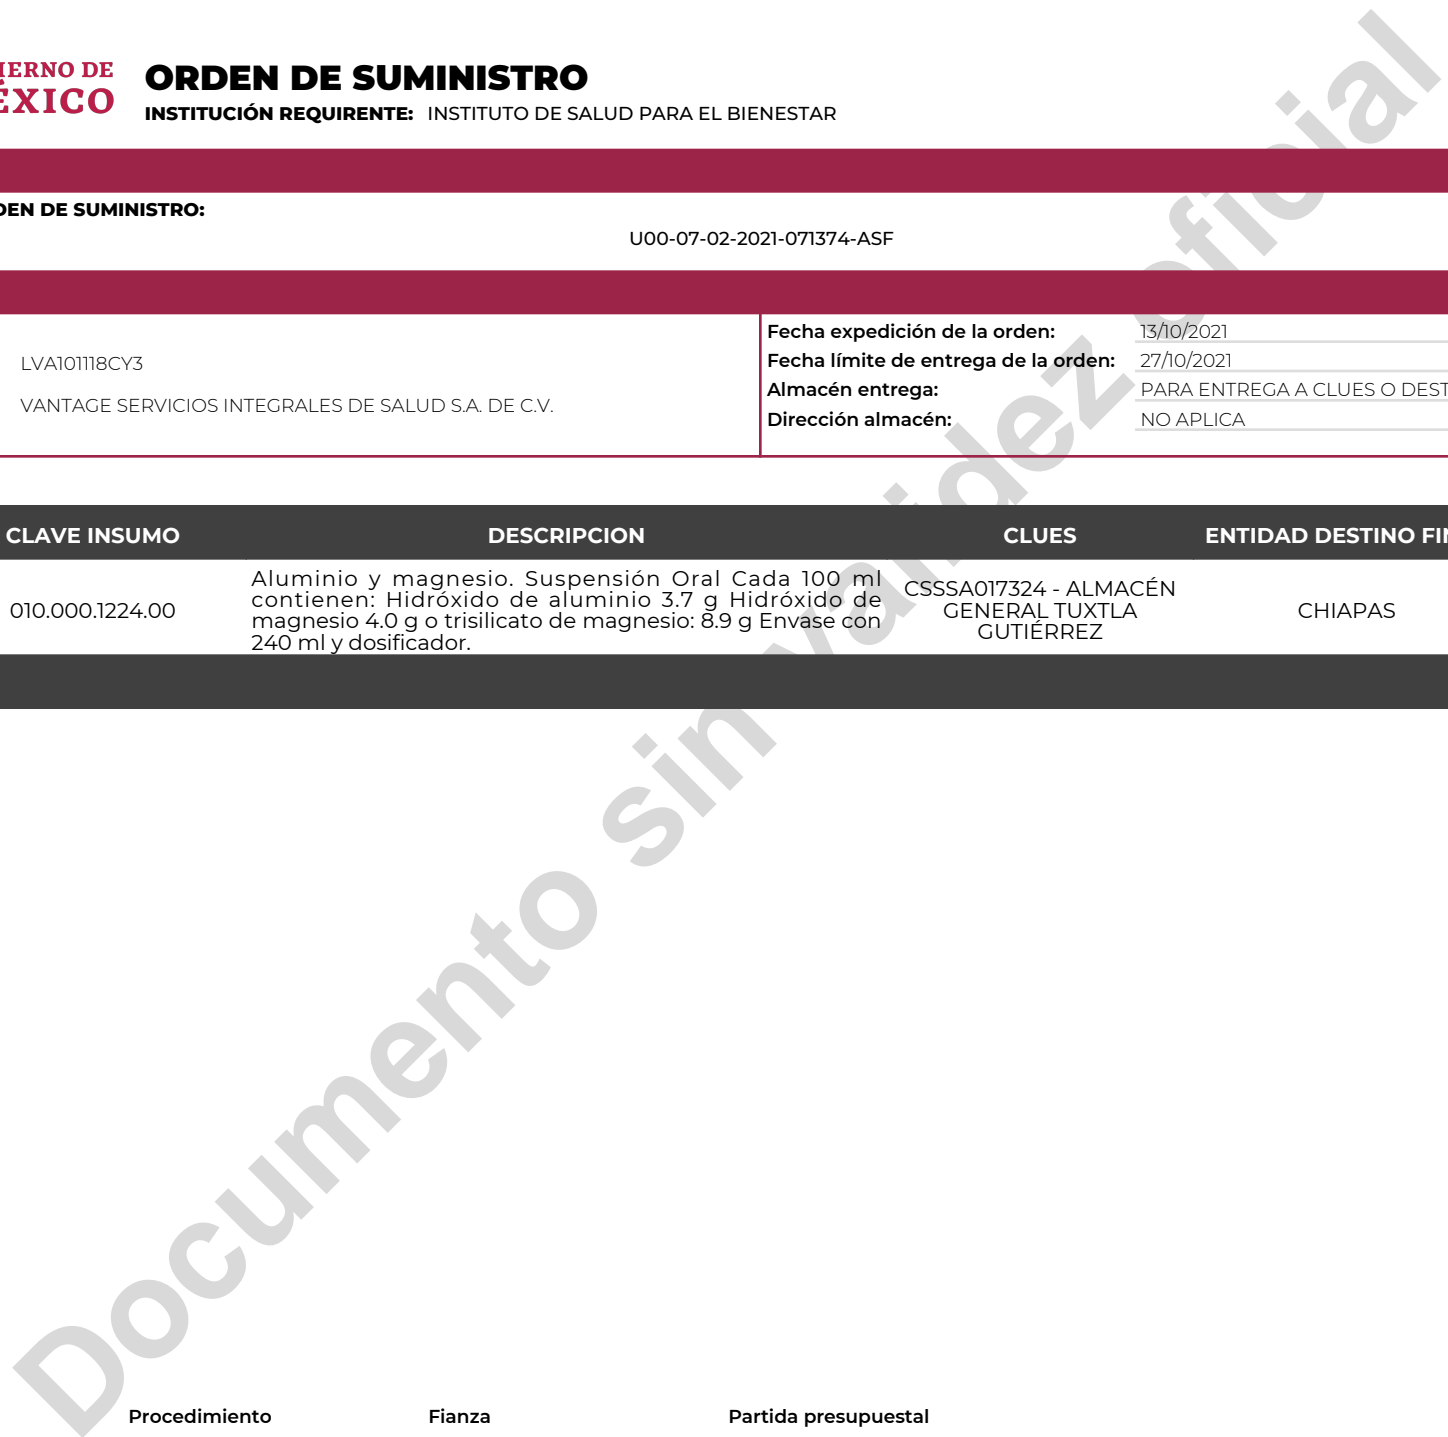 IERNO DE
ÉXICO
ORDEN DE SUMINISTRO
INSTITUCIÓN REQUIRENTE: INSTITUTO DE SALUD PARA EL BIENESTAR
DEN DE SUMINISTRO:
U00-07-02-2021-071374-ASF
LVA101118CY3
VANTAGE SERVICIOS INTEGRALES DE SALUD S.A. DE C.V.
Fecha expedición de la orden: 13/10/2021
Fecha límite de entrega de la orden: 27/10/2021
Almacén entrega: PARA ENTREGA A CLUES O DEST
Dirección almacén: NO APLICA
CLAVE INSUMO DESCRIPCION CLUES ENTIDAD DESTINO FIN
010.000.1224.00
Aluminio y magnesio. Suspensión Oral Cada 100 ml
contienen: Hidróxido de aluminio 3.7 g Hidróxido de
magnesio 4.0 g o trisilicato de magnesio: 8.9 g Envase con
240 ml y dosificador.
CSSSA017324 - ALMACÉN
GENERAL TUXTLA
GUTIÉRREZ
CHIAPAS
Documento sin validez oficial
Procedimiento Fianza Partida presupuestal